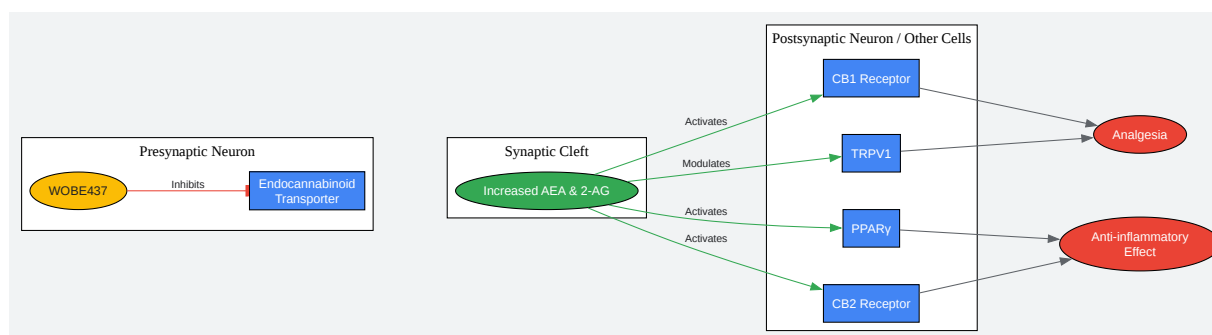 Presynaptic Neuron
WOBE437
Inhibits
Endocannabinoid
Transporter
Synaptic Cleft
Increased AEA & 2-AG
Activates
Modulates
Activates
Activates
Postsynaptic Neuron / Other Cells
CB1 Receptor
TRPV1
PPARγ
CB2 Receptor
Analgesia
Anti-inflammatory
Effect